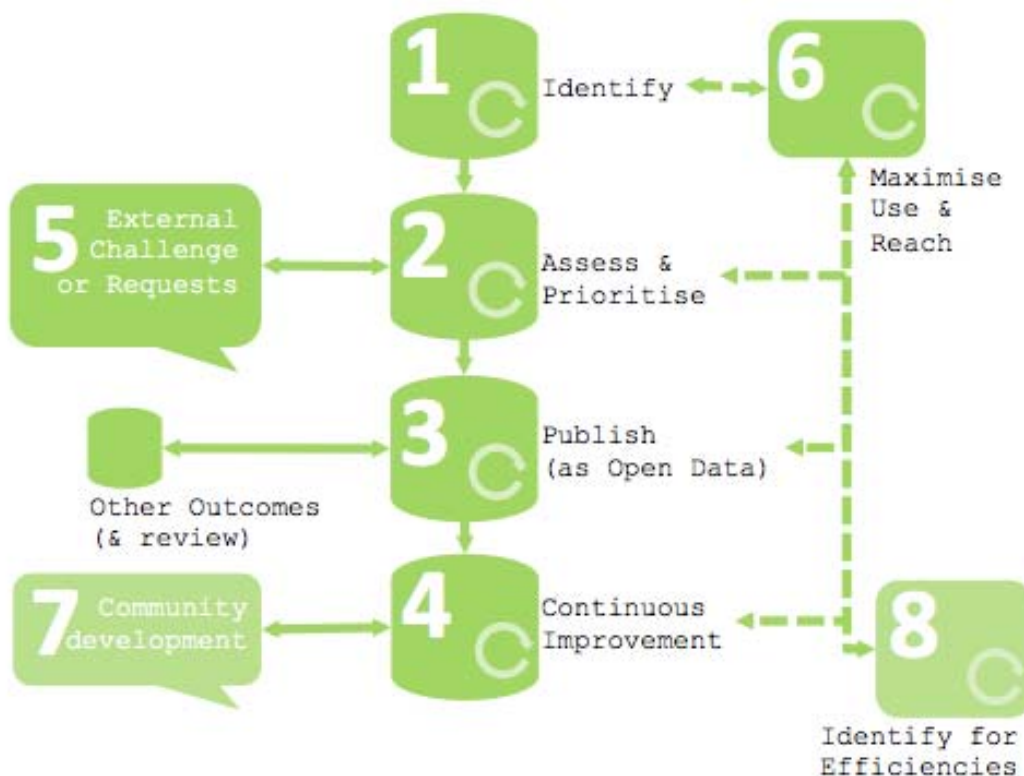 1
Identify
6
Maximise
Use &
Reach
5
External
Challenge
or Requests
2
Assess &
Prioritise
3
Publish
(as Open Data)
Other Outcomes
(& review)
7
Community
development
4
Continuous
Improvement
8
Identify for
Efficiencies